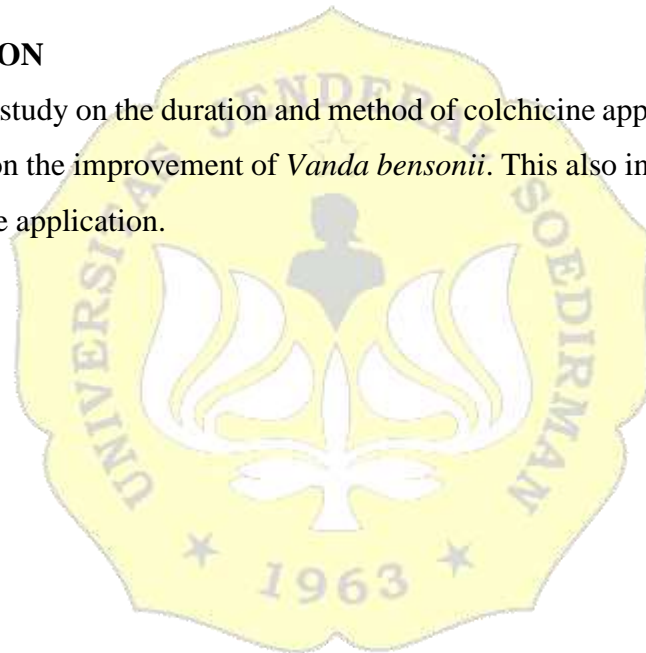 ON
study on the duration and method of colchicine app
on the improvement of Vanda bensonii. This also in
e application.
UNIVERSITAS JENDERAL SOEDIRMAN
1963